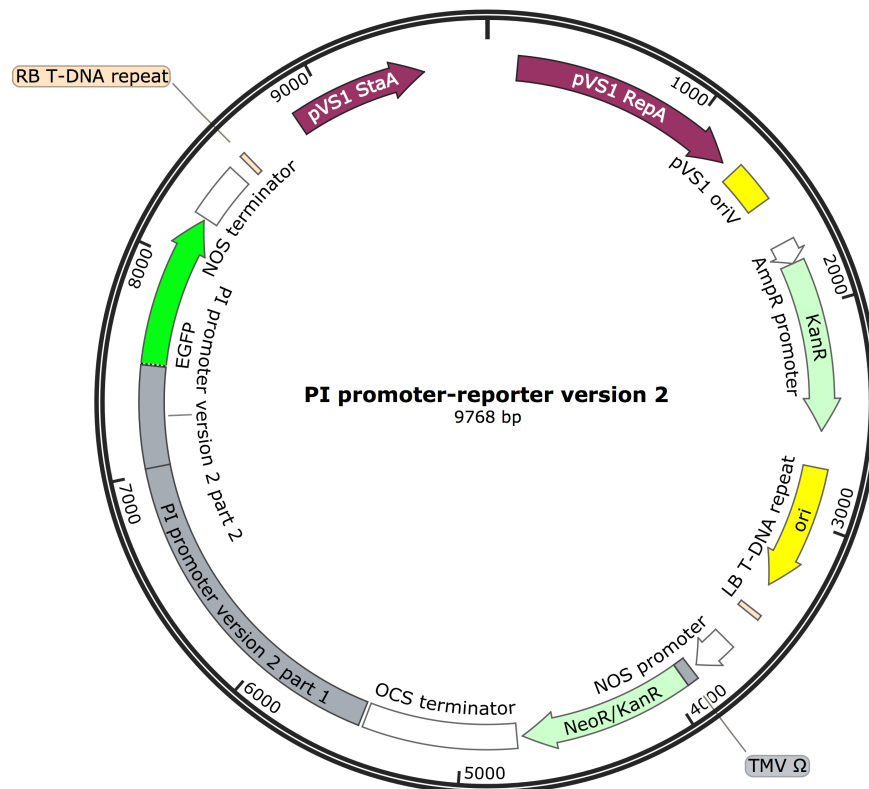 PI promoter-reporter version 2
9768 bp
pVS1 RepA
1000
pVS1 oriV
AmpR promoter
2000
KanR
3000
ori
LB T-DNA repeat
NOS promoter
4000
TMV Ω
NeoR/KanR
5000
OCS terminator
6000
PI promoter version 2 part 1
7000
PI promoter version 2 part 2
EGFP
8000
NOS terminator
RB T-DNA repeat
9000
pVS1 StaA